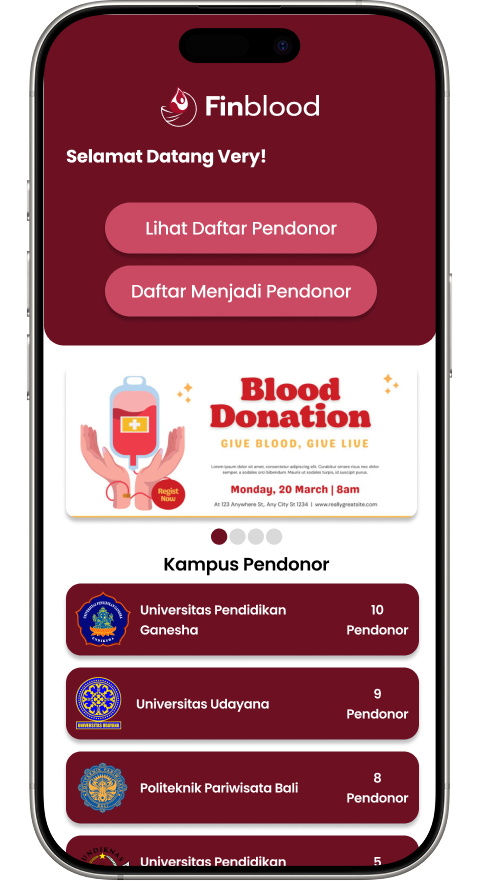 Finblood
Selamat Datang Very!
Lihat Daftar Pendonor
Daftar Menjadi Pendonor
Blood
Donation
GIVE BLOOD, GIVE LIVE
Lorem ipsum dolor sit amet, consectetur adipiscing elit. Curabitur ornare risus nec dolor
semper, a sodales orci bibendum. Mauris ut sodales turpis, id suscipit purus.
Monday, 20 March | 8am
At 123 Anywhere St., Any City St 1234 | www.reallygreatsite.com
Regist
Now
Kampus Pendonor
Universitas Pendidikan
Ganesha
10
Pendonor
UNIVERSITAS UDAYANA
Universitas Udayana
9
Pendonor
Politeknik Pariwisata Bali
8
Pendonor
UNDIKNAS
Universitas Pendidikan
5